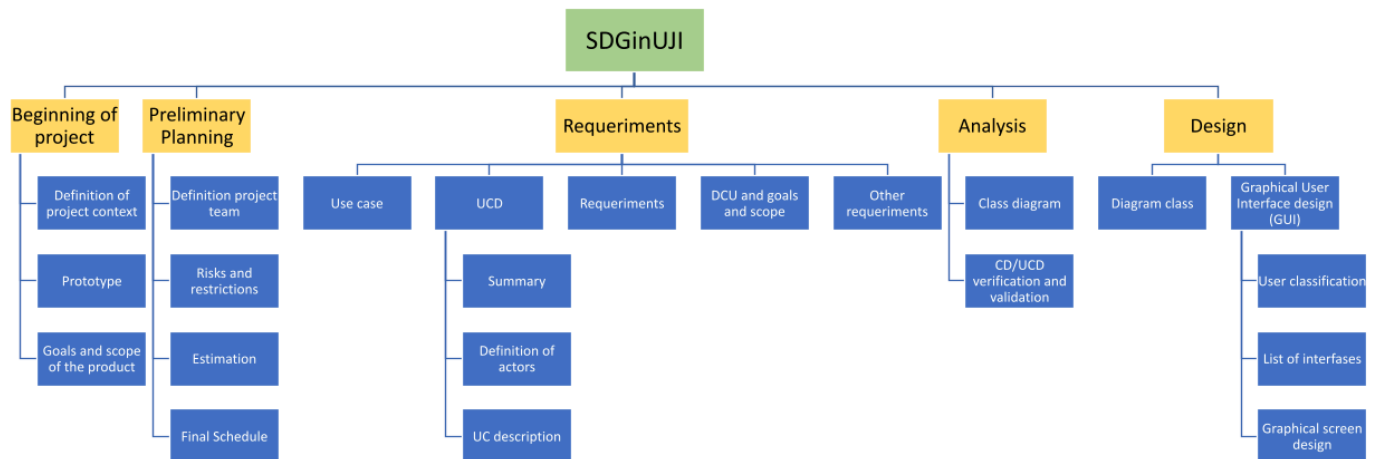 SDGinUJI
Beginning of
project
Preliminary
Planning
Requeriments
Analysis
Design
Definition of
project context
Prototype
Goals and scope
of the product
Definition project
team
Risks and
restrictions
Estimation
Final Schedule
Use case
UCD
Summary
Definition of
actors
UC description
Requeriments
DCU and goals
and scope
Other
requeriments
Class diagram
CD/UCD
verification and
validation
Diagram class
Graphical User
Interface design
(GUI)
User classification
List of interfases
Graphical screen
design